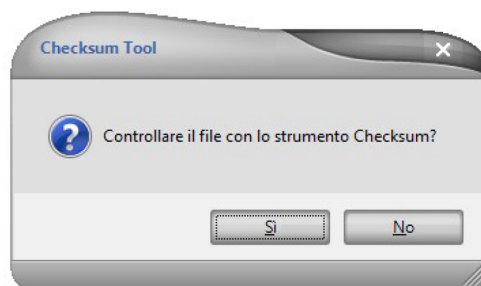 Checksum Tool
Controllare il file con lo strumento Checksum?
Sì
No